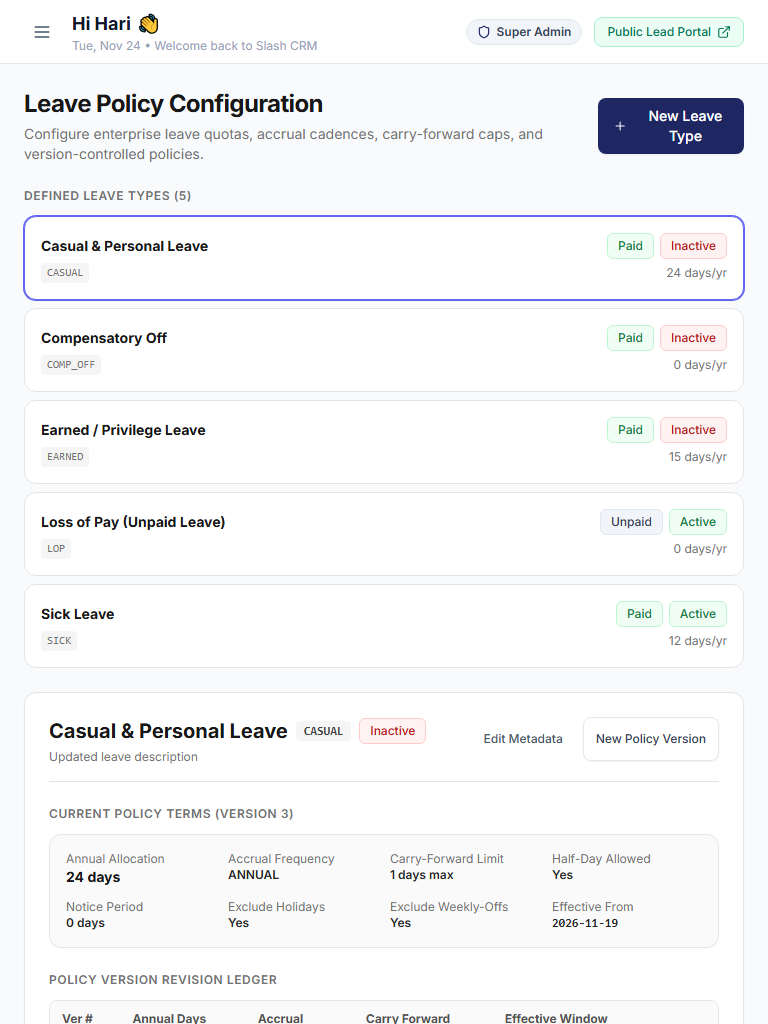 Hi Hari 👋
Tue, Nov 24 • Welcome back to Slash CRM
Super Admin
Public Lead Portal
Leave Policy Configuration
Configure enterprise leave quotas, accrual cadences, carry-forward caps, and
version-controlled policies.
+ New Leave
Type
DEFINED LEAVE TYPES (5)
Casual & Personal Leave
Paid
Inactive
CASUAL
24 days/yr
Compensatory Off
Paid
Inactive
COMP_OFF
0 days/yr
Earned / Privilege Leave
Paid
Inactive
EARNED
15 days/yr
Loss of Pay (Unpaid Leave)
Unpaid
Active
LOP
0 days/yr
Sick Leave
Paid
Active
SICK
12 days/yr
Casual & Personal Leave
CASUAL
Inactive
Updated leave description
Edit Metadata
New Policy Version
CURRENT POLICY TERMS (VERSION 3)
Annual Allocation
24 days
Accrual Frequency
ANNUAL
Carry-Forward Limit
1 days max
Half-Day Allowed
Yes
Notice Period
0 days
Exclude Holidays
Yes
Exclude Weekly-Offs
Yes
Effective From
2026-11-19
POLICY VERSION REVISION LEDGER
Ver # Annual Days Accrual Carry Forward Effective Window